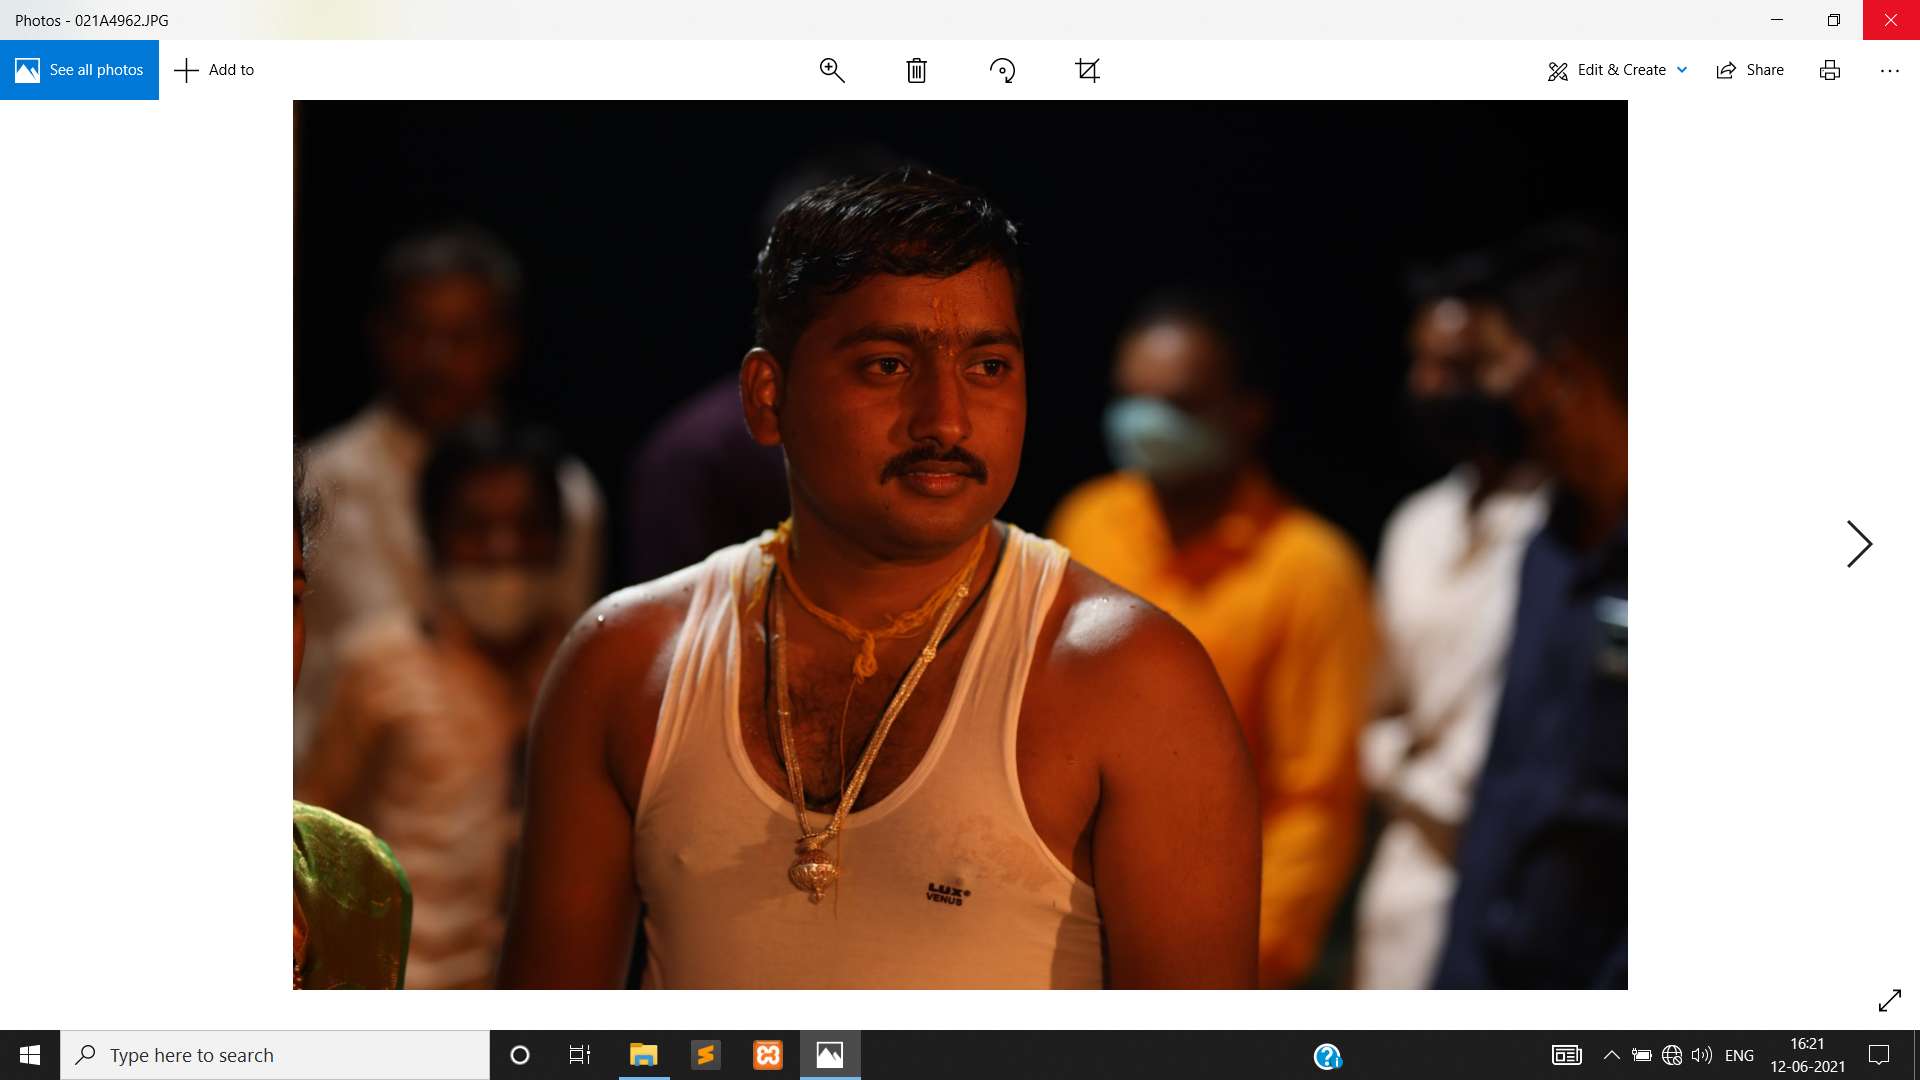 Photos - 021A4962.JPG
See all photos
Add to
Edit & Create
Share
LUX
VENUS
Type here to search
ENG
16:21
12-06-2021